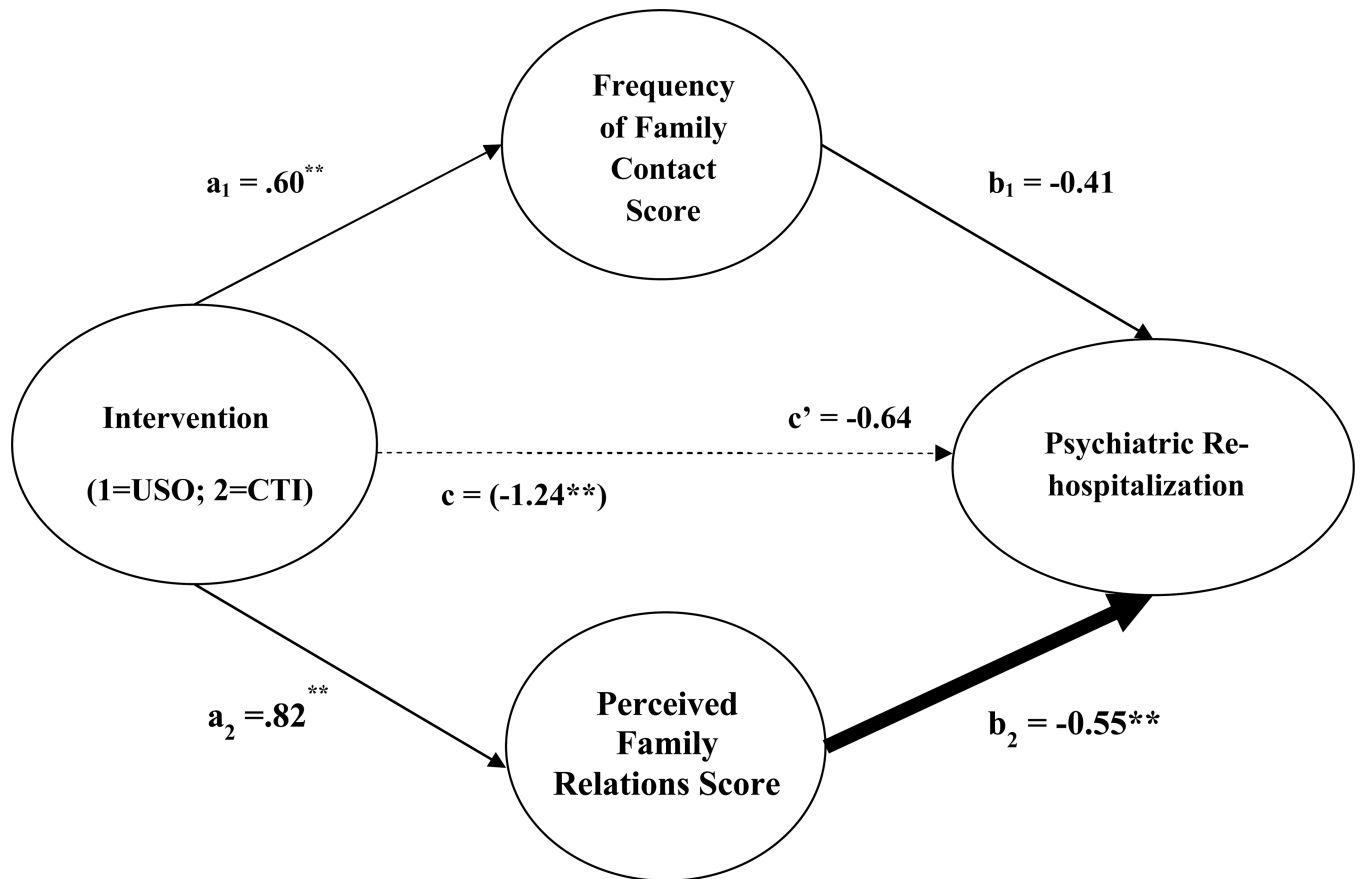 Frequency
of Family
Contact
Score
a₁ = .60**
b₁ = -0.41
Intervention
(1=USO; 2=CTI)
c’ = -0.64
c = (-1.24**)
Psychiatric Re-
hospitalization
a₂ =.82**
Perceived
Family
Relations Score
b₂ = -0.55**